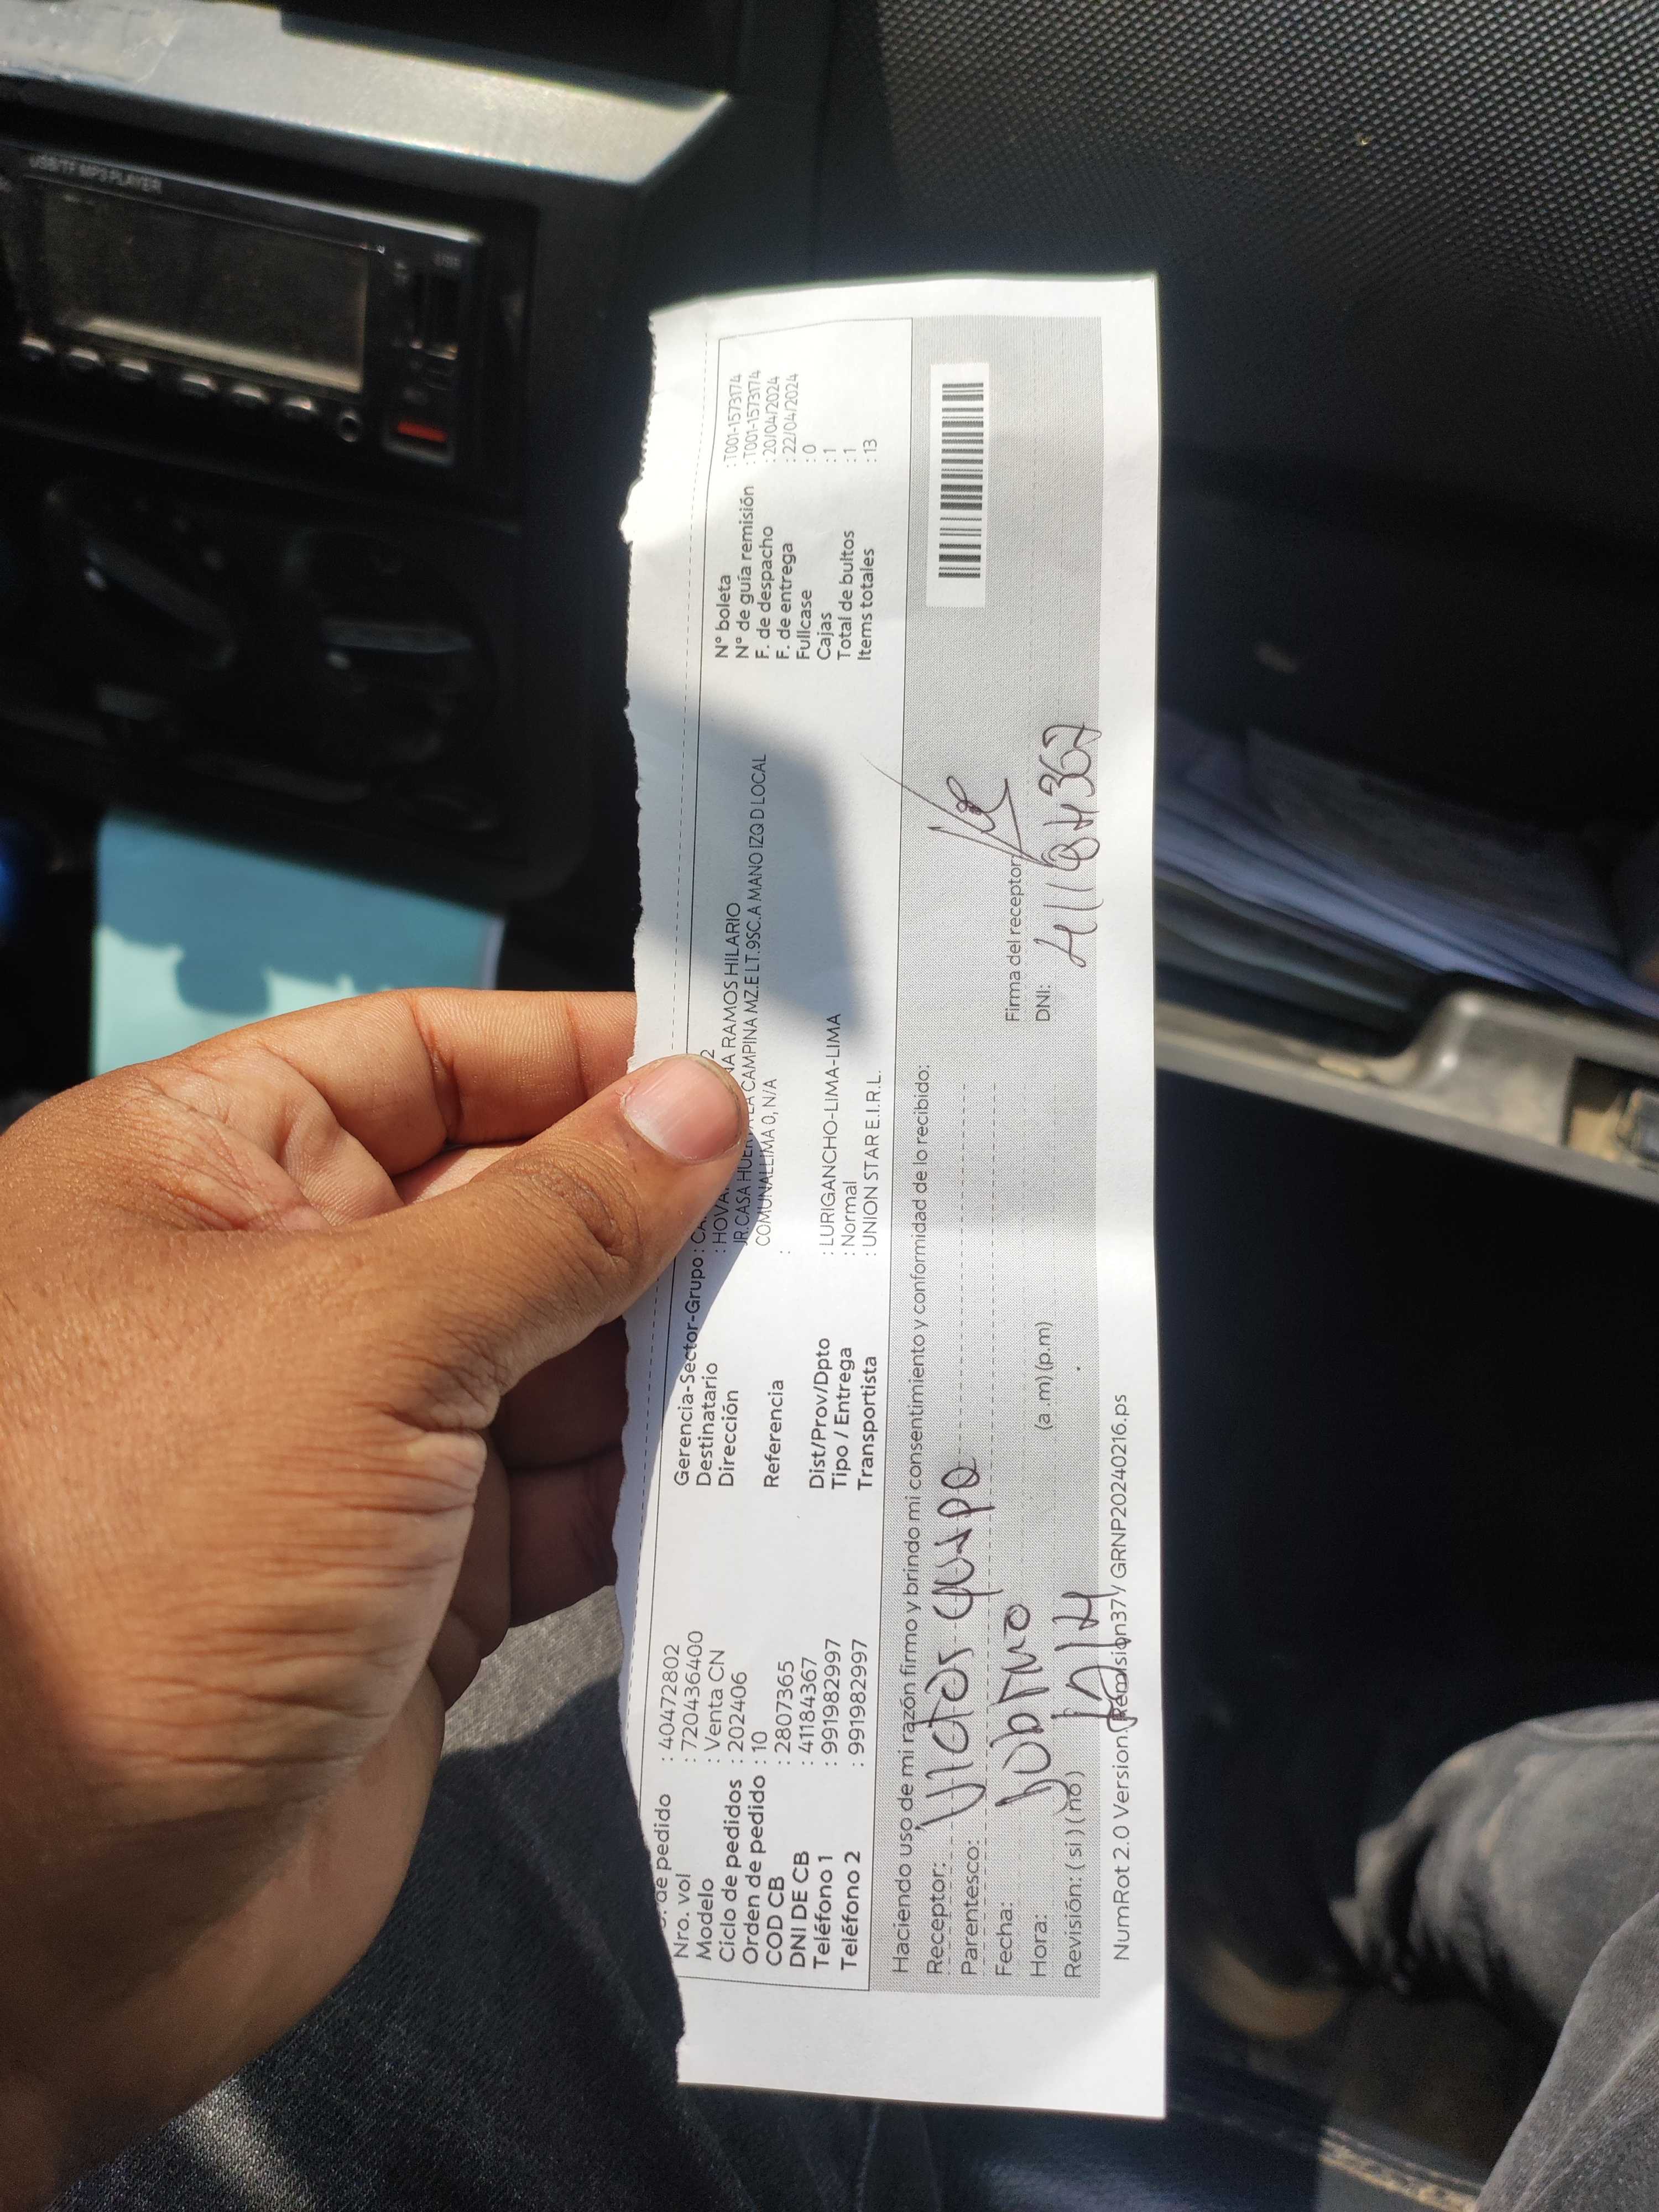 USB/TF MP3 PLAYER
de pedido : 40472802
Nro. vol : 720436400
Modelo : Venta CN
Ciclo de pedidos : 202406
Orden de pedido : 10
COD CB : 2807365
DNI DE CB : 41184367
Teléfono 1 : 991982997
Teléfono 2 : 991982997
Gerencia-Sector-Grupo :
Destinatario : RAMOS HILARIO
Dirección : JR.CASA CAMPINA MZ.E LT.9SC.A MANO IZQ D LOCAL
COMUNALLIMA 0, N/A
Referencia :
Dist/Prov/Dpto : LURIGANCHO-LIMA-LIMA
Tipo / Entrega : Normal
Transportista : UNION STAR E.I.R.L.
N° boleta : T001-1573174
N° de guía remisión : T001-1573174
F. de despacho : 20/04/2024
F. de entrega : 22/04/2024
Fullcase : 0
Cajas : 1
Total de bultos : 1
Items totales : 13
Haciendo uso de mi razón firmo y brindo mi consentimiento y conformidad de lo recibido:
Receptor: Victor quispe
Parentesco:
Fecha:
Hora: (a .m) (p.m)
Revisión: ( si ) ( no )
Firma del receptor
DNI: 41184367
NumRot 2.0 Version Remision37 / GRNP20240216.ps